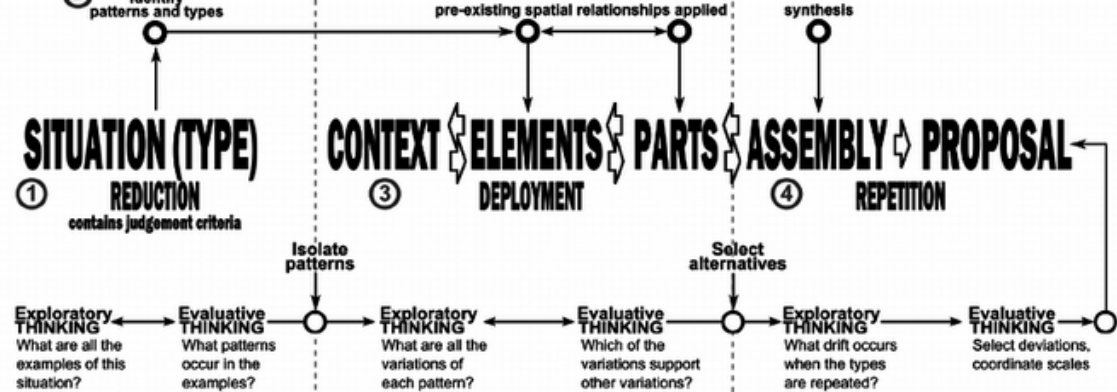 patterns and types
pre-existing spatial relationships applied
synthesis
SITUATION (TYPE)
CONTEXT
ELEMENTS
PARTS
ASSEMBLY
PROPOSAL
1
REDUCTION
contains judgement criteria
3
DEPLOYMENT
4
REPETITION
Isolate
patterns
Select
alternatives
Exploratory
THINKING
What are all the
examples of this
situation?
Evaluative
THINKING
What patterns
occur in the
examples?
Exploratory
THINKING
What are all the
variations of
each pattern?
Evaluative
THINKING
Which of the
variations support
other variations?
Exploratory
THINKING
What drift occurs
when the types
are repeated?
Evaluative
THINKING
Select deviations,
coordinate scales